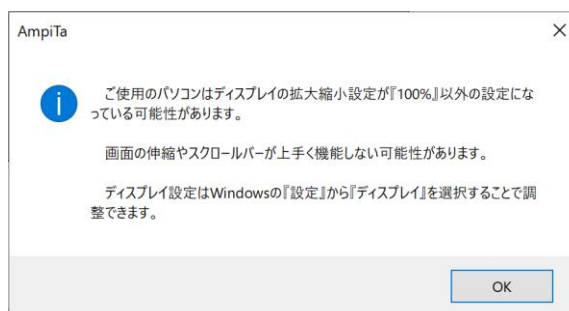 AmpiTa
ご使用のパソコンはディスプレイの拡大縮小設定が『100%』以外の設定にな
っている可能性があります。
画面の伸縮やスクロールバーが上手く機能しない可能性があります。
ディスプレイ設定はWindowsの『設定』から『ディスプレイ』を選択することで調
整できます。
OK